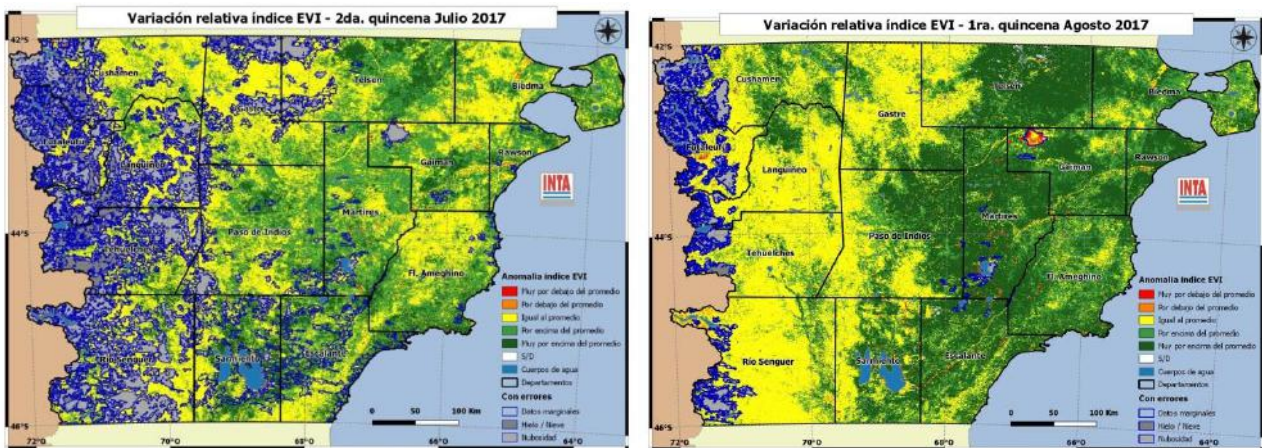 Variación relativa índice EVI - 2da. quincena Julio 2017
42°S
Cushamen
Telsen
Biedma
Gastre
Futaleufú
Languineo
Gaiman
Rawson
INTA
Mártires
44°S
Paso de Indios
Tehuelches
Fl. Ameghino
Anomalía índice EVI
Muy por debajo del promedio
Por debajo del promedio
Igual al promedio
Por encima del promedio
Muy por encima del promedio
S/D
Cuerpos de agua
Departamentos
Con errores
Datos marginales
Hielo / Nieve
Nubosidad
Río Senguer
Sarmiento
Escalante
0 50 100 Km
46°S
72°O 70°O 68°O 66°O 64°O
Variación relativa índice EVI - 1ra. quincena Agosto 2017
42°S
Cushamen
Telsen
Biedma
Gastre
Futaleufú
Languineo
Gaiman
Rawson
INTA
Mártires
44°S
Paso de Indios
Tehuelches
Fl. Ameghino
Anomalía índice EVI
Muy por debajo del promedio
Por debajo del promedio
Igual al promedio
Por encima del promedio
Muy por encima del promedio
S/D
Cuerpos de agua
Departamentos
Con errores
Datos marginales
Hielo / Nieve
Nubosidad
Río Senguer
Sarmiento
Escalante
0 50 100 Km
46°S
72°O 70°O 68°O 66°O 64°O